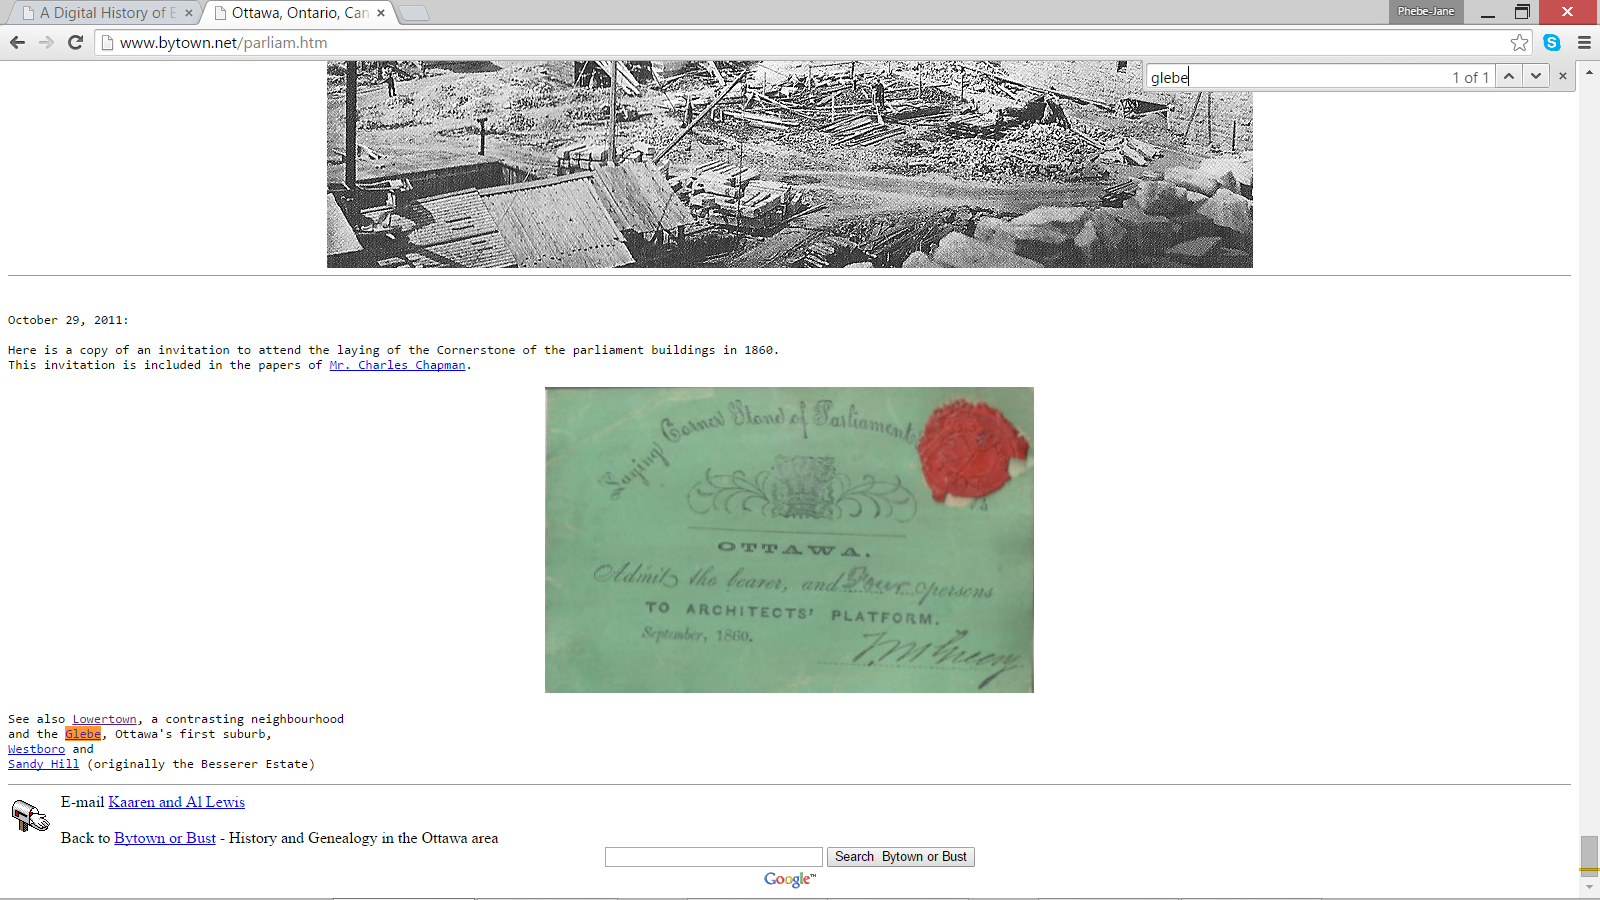 A Digital History of E
Ottawa, Ontario, Can
Phebe-Jane
www.bytown.net/parliam.htm
glebe
1 of 1
October 29, 2011:
Here is a copy of an invitation to attend the laying of the Cornerstone of the parliament buildings in 1860.
This invitation is included in the papers of Mr. Charles Chapman.
Laying Corner Stone of Parliament
OTTAWA.
Admit the bearer, and Four persons
TO ARCHITECTS' PLATFORM.
September, 1860.
See also Lowertown, a contrasting neighbourhood
and the Glebe, Ottawa's first suburb,
Westboro and
Sandy Hill (originally the Besserer Estate)
E-mail Kaaren and Al Lewis
Back to Bytown or Bust - History and Genealogy in the Ottawa area
Search Bytown or Bust
Google™